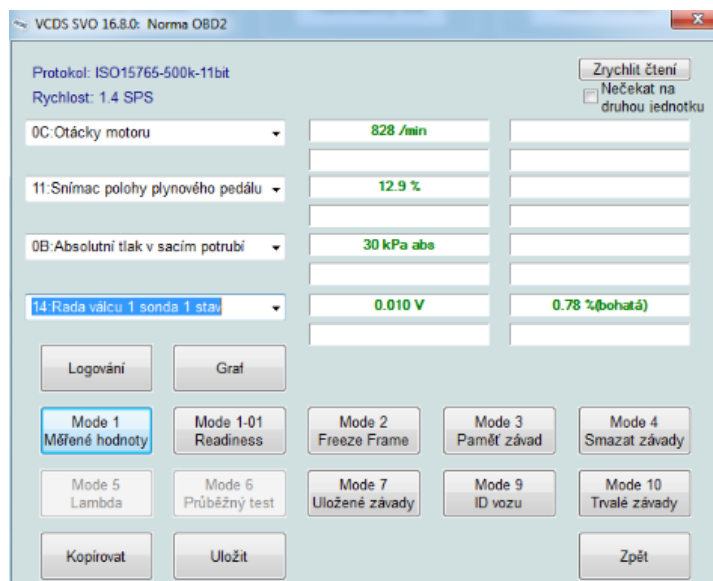 VCDS SVO 16.8.0: Norma OBD2
Protokol: ISO15765-500k-11bit
Rychlost: 1.4 SPS
Zrychlit čtení
Nečekat na
druhou jednotku
0C:Otácky motoru
828 /min
11:Snímac polohy plynového pedálu
12.9 %
0B:Absolutní tlak v sacím potrubí
30 kPa abs
14:Rada válcu 1 sonda 1 stav
0.010 V
0.78 %(bohatá)
Logování
Graf
Mode 1
Měřené hodnoty
Mode 1-01
Readiness
Mode 2
Freeze Frame
Mode 3
Paměť závad
Mode 4
Smazat závady
Mode 5
Lambda
Mode 6
Průběžný test
Mode 7
Uložené závady
Mode 9
ID vozu
Mode 10
Trvalé závady
Kopírovat
Uložit
Zpět